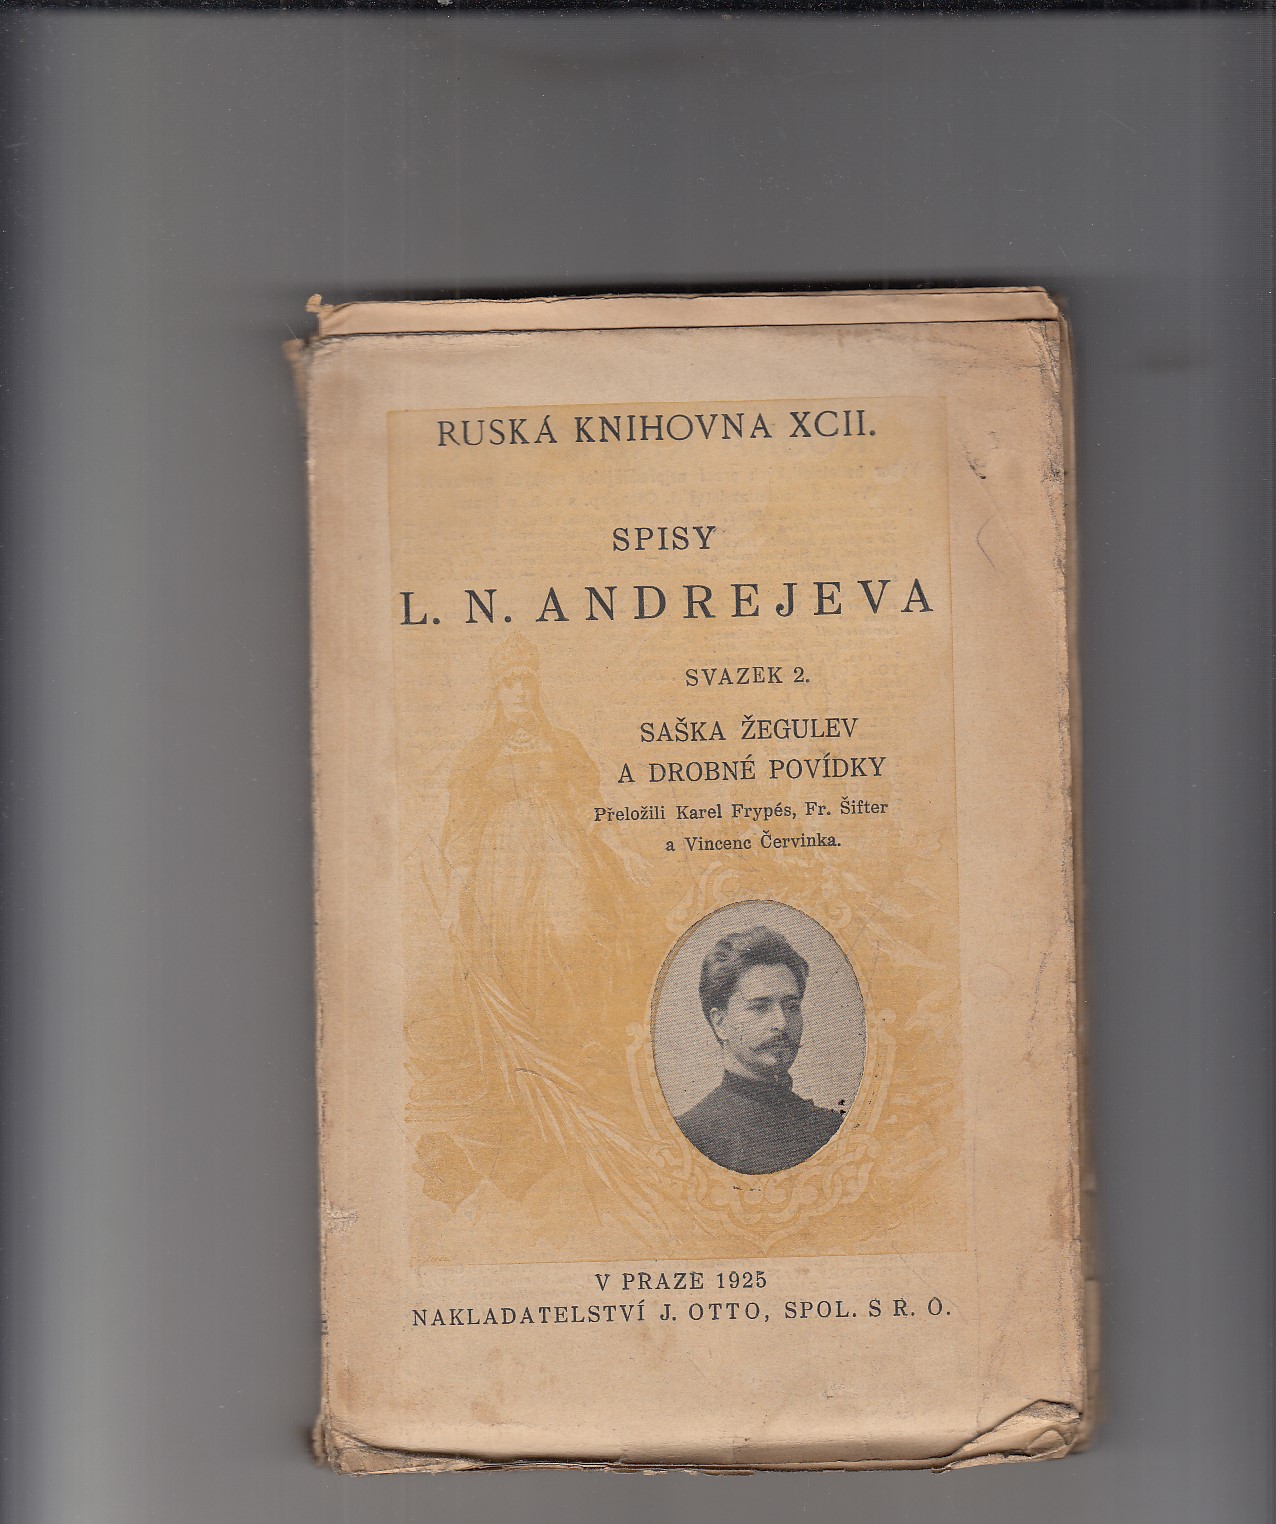 RUSKÁ KNIHOVNA XCII.
SPISY
L. N. ANDREJEVA
SVAZEK 2.
SAŠKA ŽEGULEV
A DROBNÉ POVÍDKY
Přeložili Karel Frypés, Fr. Šifter
a Vincenc Červinka.
V PRAZE 1925
NAKLADATELSTVÍ J. OTTO, SPOL. S R. O.